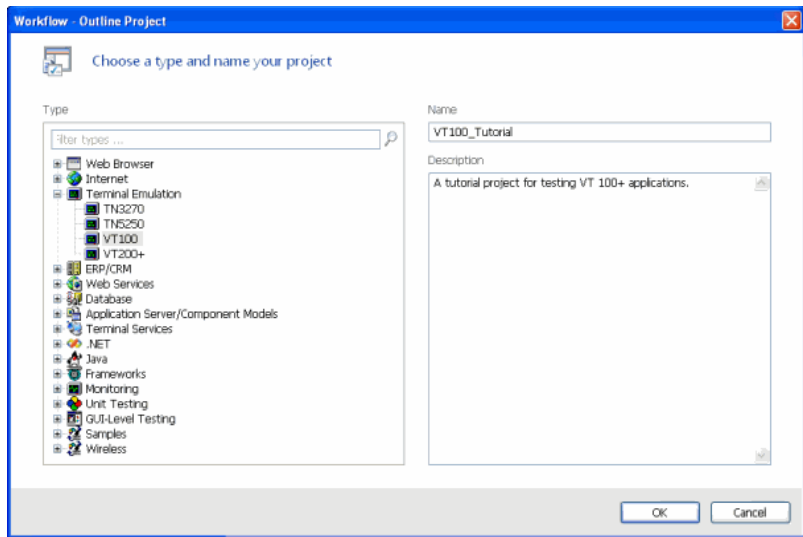 Workflow - Outline Project
Choose a type and name your project
Type
Filter types ...
Web Browser
Internet
Terminal Emulation
TN3270
TN5250
VT100
VT200+
ERP/CRM
Web Services
Database
Application Server/Component Models
Terminal Services
.NET
Java
Frameworks
Monitoring
Unit Testing
GUI-Level Testing
Samples
Wireless
Name
VT100_Tutorial
Description
A tutorial project for testing VT 100+ applications.
OK
Cancel